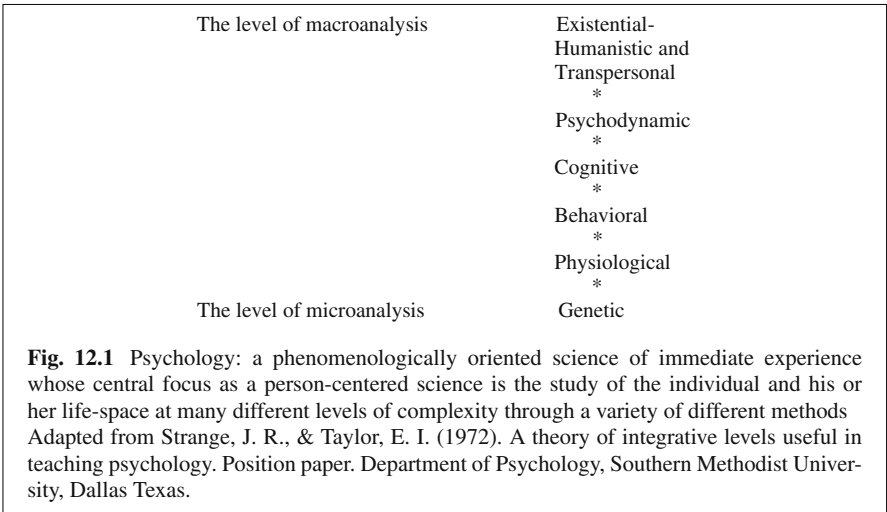 The level of macroanalysis Existential-
Humanistic and
Transpersonal
*
Psychodynamic
*
Cognitive
*
Behavioral
*
Physiological
*
The level of microanalysis Genetic
Fig. 12.1 Psychology: a phenomenologically oriented science of immediate experience
whose central focus as a person-centered science is the study of the individual and his or
her life-space at many different levels of complexity through a variety of different methods
Adapted from Strange, J. R., & Taylor, E. I. (1972). A theory of integrative levels useful in
teaching psychology. Position paper. Department of Psychology, Southern Methodist Univer-
sity, Dallas Texas.